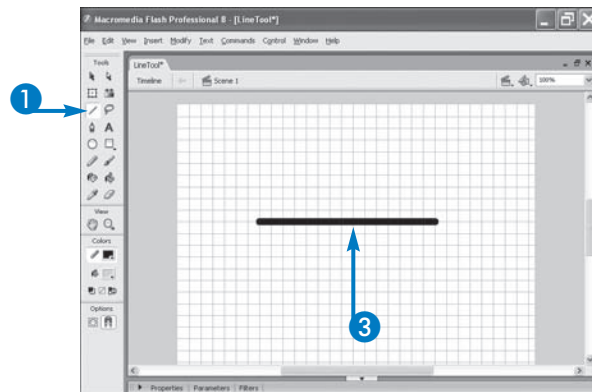 Macromedia Flash Professional 8 - [LineTool*]
File Edit View Insert Modify Text Commands Control Window Help
Tools
LineTool*
Timeline
Scene 1
100%
1
A
View
Colors
3
Options
Properties Parameters Filters